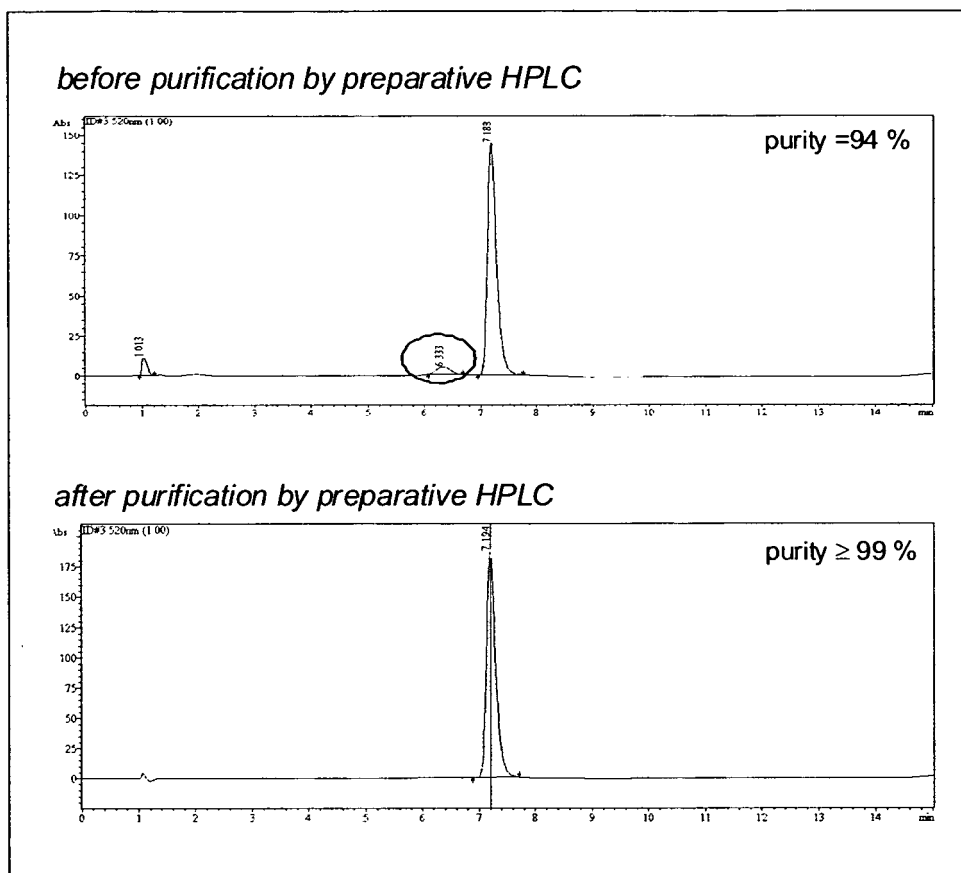 before purification by preparative HPLC
Abs
ID#3 520nm (1 00)
purity =94 %
150
125
100
75
50
25
0
1 013
6 333
7 183
0 1 2 3 4 5 6 7 8 9 10 11 12 13 14 min
after purification by preparative HPLC
Abs
ID#3 520nm (1 00)
purity ≥ 99 %
175
150
125
100
75
50
25
0
7.194
0 1 2 3 4 5 6 7 8 9 10 11 12 13 14 min